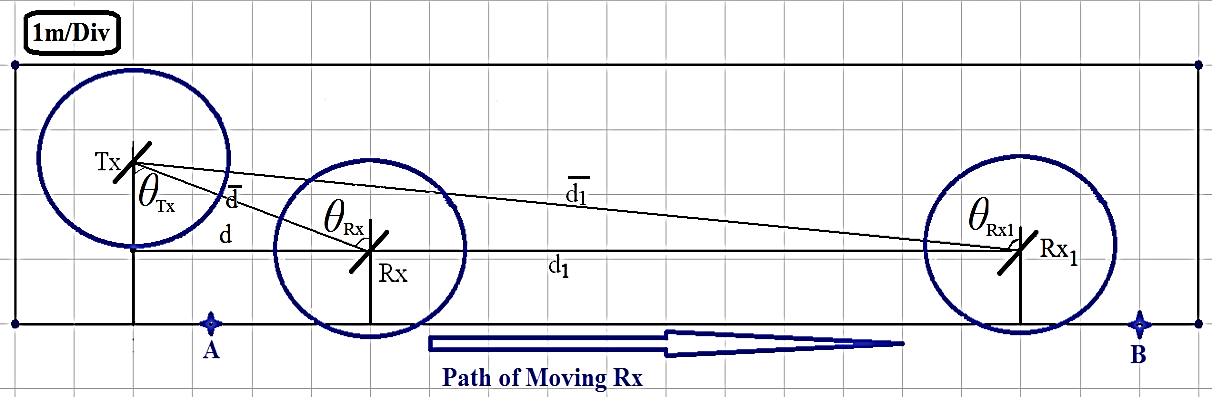 1m/Div
Tx
θTx
d̅
d
θRx
Rx
d̅1
d1
θRx1
Rx1
A
B
Path of Moving Rx